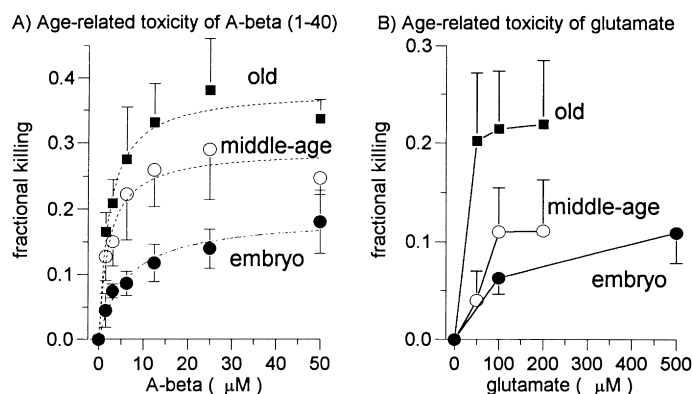 A) Age-related toxicity of A-beta (1-40)
fractional killing
0.4
0.3
0.2
0.1
0.0
old
middle-age
embryo
0 10 20 30 40 50
A-beta ( μM )
B) Age-related toxicity of glutamate
fractional killing
0.3
0.2
0.1
0.0
old
middle-age
embryo
0 100 200 300 400 500
glutamate ( μM )